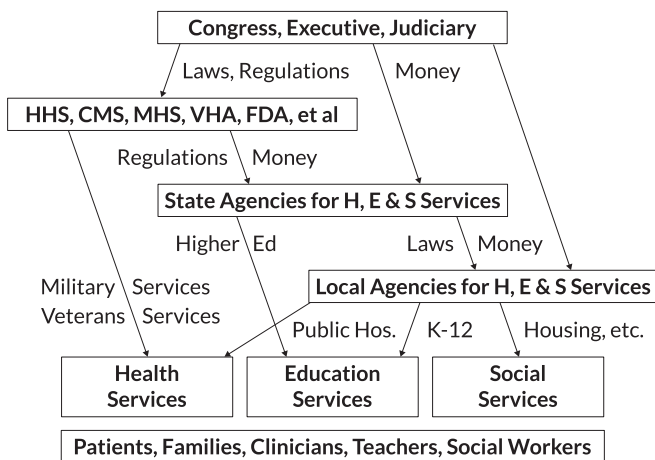 Congress, Executive, Judiciary
Laws, Regulations Money
HHS, CMS, MHS, VHA, FDA, et al
Regulations Money
State Agencies for H, E & S Services
Higher Ed Laws Money
Local Agencies for H, E & S Services
Military Services
Veterans Services
Public Hos. K-12 Housing, etc.
Health
Services
Education
Services
Social
Services
Patients, Families, Clinicians, Teachers, Social Workers